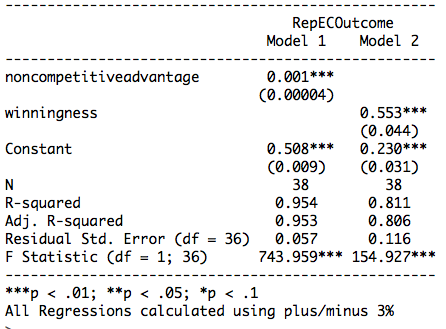 --------------------------------------------------
RepECOutcome
Model 1 Model 2
--------------------------------------------------
noncompetitiveadvantage 0.001***
(0.00004)
winningness 0.553***
(0.044)
Constant 0.508*** 0.230***
(0.009) (0.031)
N 38 38
R-squared 0.954 0.811
Adj. R-squared 0.953 0.806
Residual Std. Error (df = 36) 0.057 0.116
F Statistic (df = 1; 36) 743.959*** 154.927***
--------------------------------------------------
***p < .01; **p < .05; *p < .1
All Regressions calculated using plus/minus 3%
>